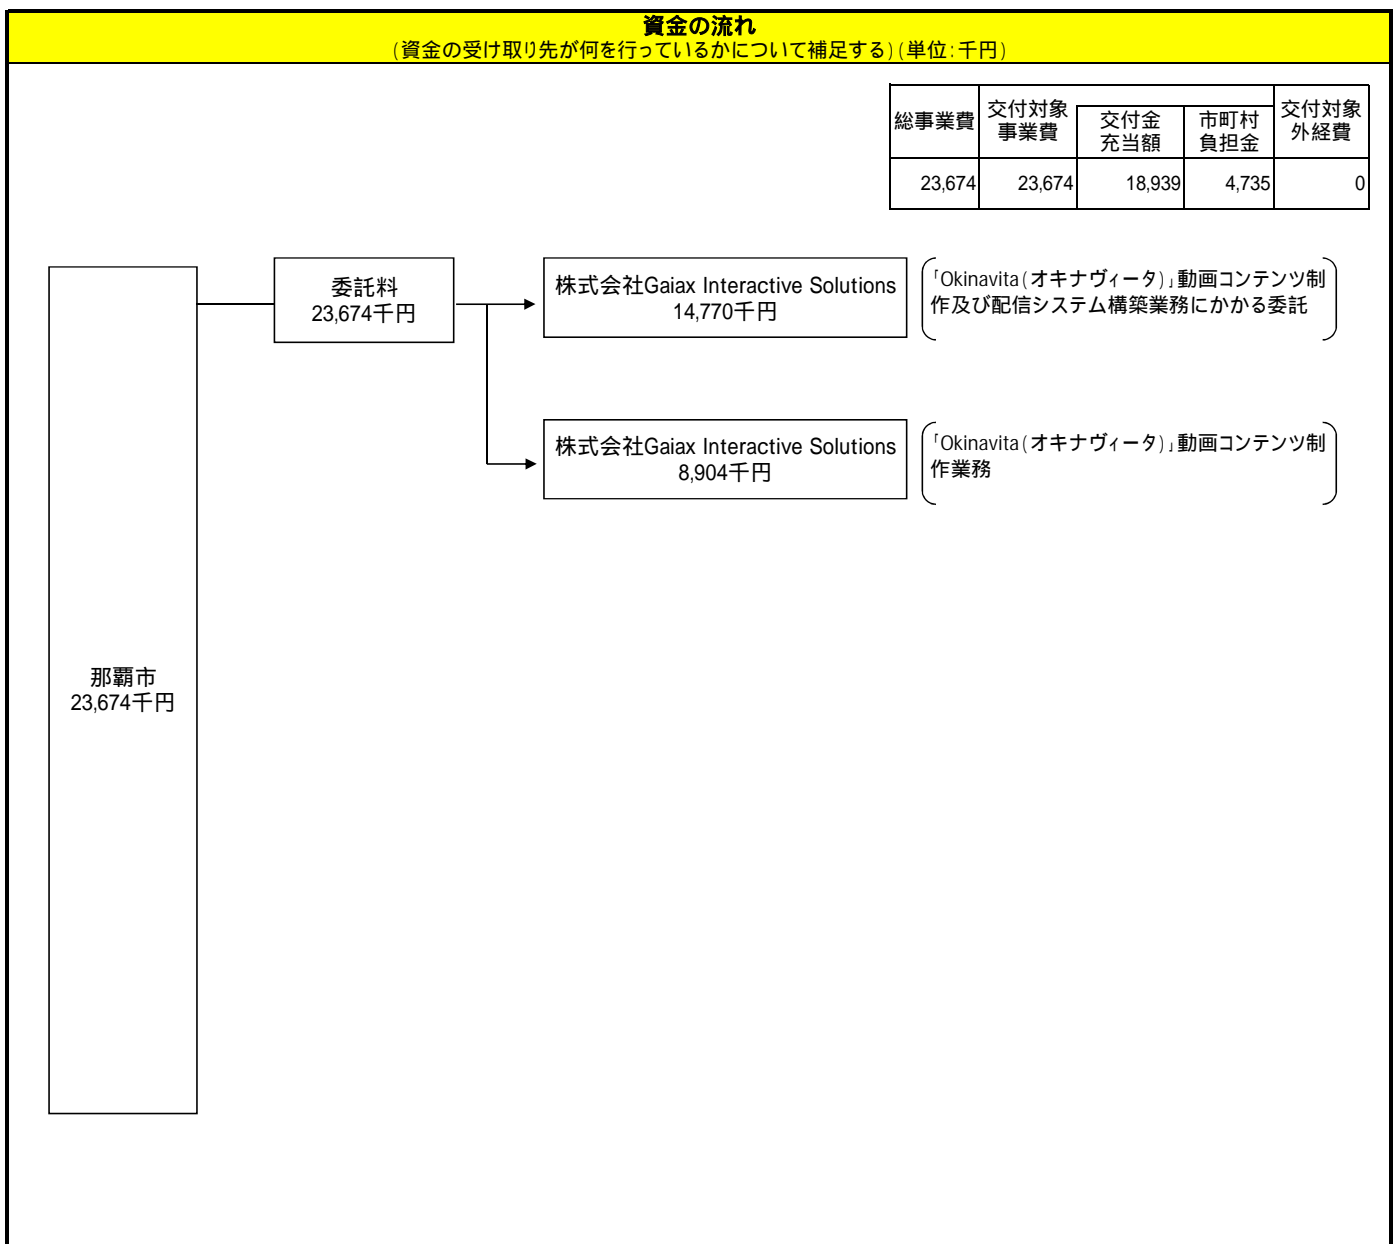 資金の流れ
(資金の受け取り先が何を行っているかについて補足する)(単位:千円)
総事業費
交付対象
事業費
交付金
充当額
市町村
負担金
交付対象
外経費
23,674
23,674
18,939
4,735
0
委託料
23,674千円
株式会社Gaiax Interactive Solutions
14,770千円
「Okinavita(オキナヴィータ)」動画コンテンツ制
作及び配信システム構築業務にかかる委託
株式会社Gaiax Interactive Solutions
8,904千円
「Okinavita(オキナヴィータ)」動画コンテンツ制
作業務
那覇市
23,674千円